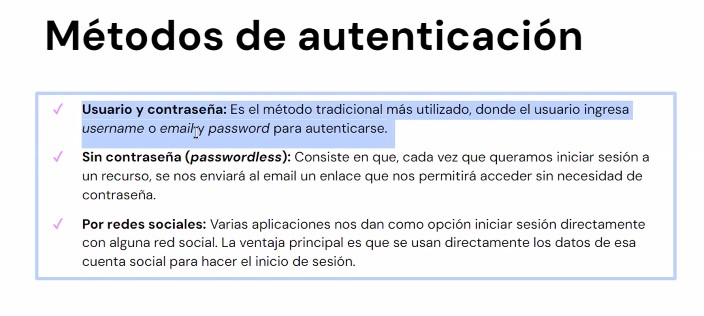 Métodos de autenticación
✓ Usuario y contraseña: Es el método tradicional más utilizado, donde el usuario ingresa
username o email y password para autenticarse.
✓ Sin contraseña (passwordless): Consiste en que, cada vez que queramos iniciar sesión a
un recurso, se nos enviará al email un enlace que nos permitirá acceder sin necesidad de
contraseña.
✓ Por redes sociales: Varias aplicaciones nos dan como opción iniciar sesión directamente
con alguna red social. La ventaja principal es que se usan directamente los datos de esa
cuenta social para hacer el inicio de sesión.